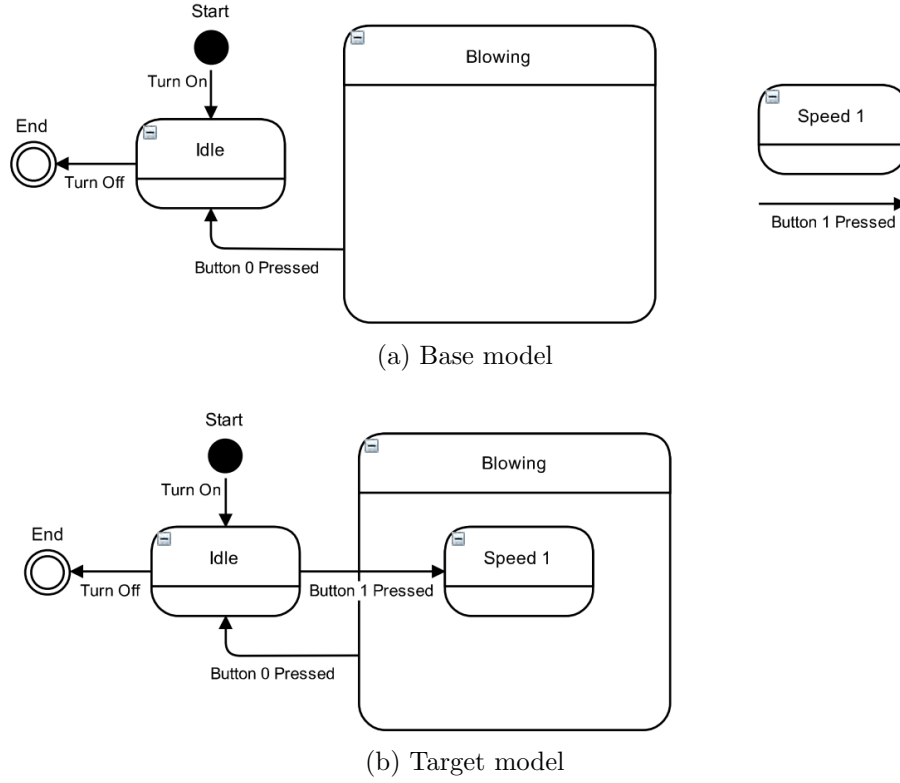 Start
Blowing
Turn On
Speed 1
End
Idle
Turn Off
Button 1 Pressed
Button 0 Pressed
(a) Base model
Start
Blowing
Turn On
End
Idle
Speed 1
Turn Off
Button 1 Pressed
Button 0 Pressed
(b) Target model